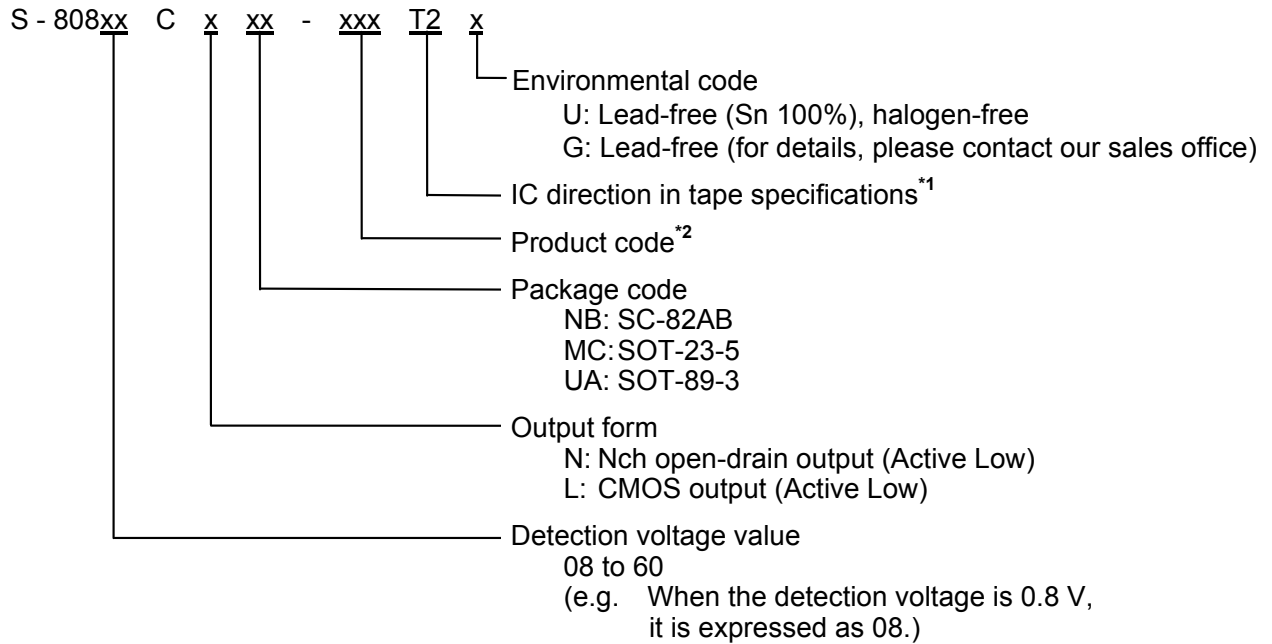 S - 808xx C x xx - xxx T2 x
Environmental code
U: Lead-free (Sn 100%), halogen-free
G: Lead-free (for details, please contact our sales office)
IC direction in tape specifications*1
Product code*2
Package code
NB: SC-82AB
MC: SOT-23-5
UA: SOT-89-3
Output form
N: Nch open-drain output (Active Low)
L: CMOS output (Active Low)
Detection voltage value
08 to 60
(e.g. When the detection voltage is 0.8 V,
it is expressed as 08.)